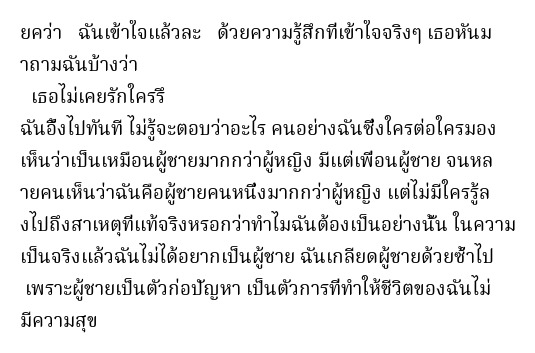 ยคว่า   ฉันเข้าใจแล้วละ   ด้วยความรู้สึกที่เข้าใจจริงๆ เธอหันม
าถามฉันบ้างว่า
  เธอไม่เคยรักใครรึ
ฉันอึ้งไปทันที ไม่รู้จะตอบว่าอะไร คนอย่างฉันซึ่งใครต่อใครมอง
เห็นว่าเป็นเหมือนผู้ชายมากกว่าผู้หญิง มีแต่เพื่อนผู้ชาย จนหล
ายคนเห็นว่าฉันคือผู้ชายคนหนึ่งมากกว่าผู้หญิง แต่ไม่มีใครรู้ล
งไปถึงสาเหตุที่แท้จริงหรอกว่าทำไมฉันต้องเป็นอย่างนั้น ในความ
เป็นจริงแล้วฉันไม่ได้อยากเป็นผู้ชาย ฉันเกลียดผู้ชายด้วยซ้ำไป
 เพราะผู้ชายเป็นตัวก่อปัญหา เป็นตัวการที่ทำให้ชีวิตของฉันไม่
มีความสุข